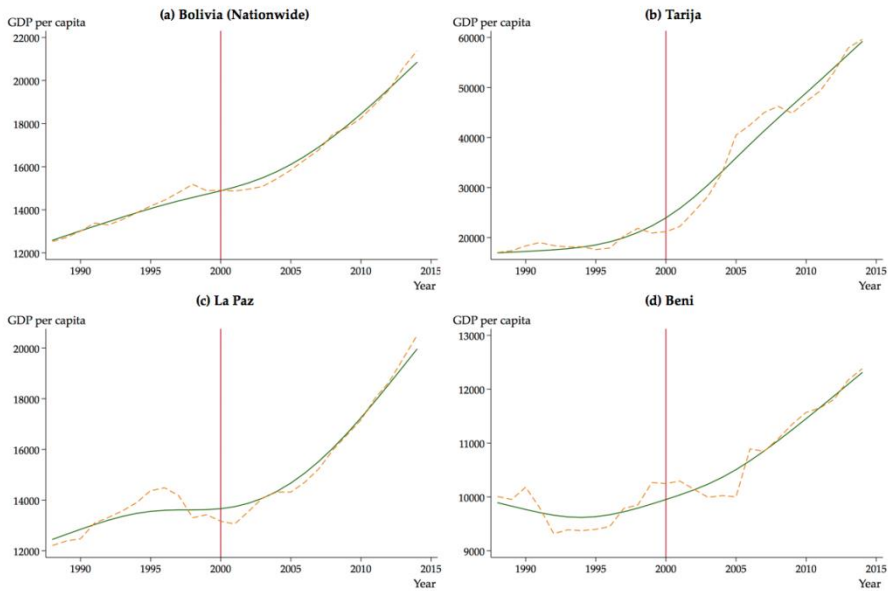 (a) Bolivia (Nationwide)
GDP per capita
22000
20000
18000
16000
14000
12000
1990 1995 2000 2005 2010 2015
Year
(b) Tarija
GDP per capita
60000
50000
40000
30000
20000
1990 1995 2000 2005 2010 2015
Year
(c) La Paz
GDP per capita
20000
18000
16000
14000
12000
1990 1995 2000 2005 2010 2015
Year
(d) Beni
GDP per capita
13000
12000
11000
10000
9000
1990 1995 2000 2005 2010 2015
Year